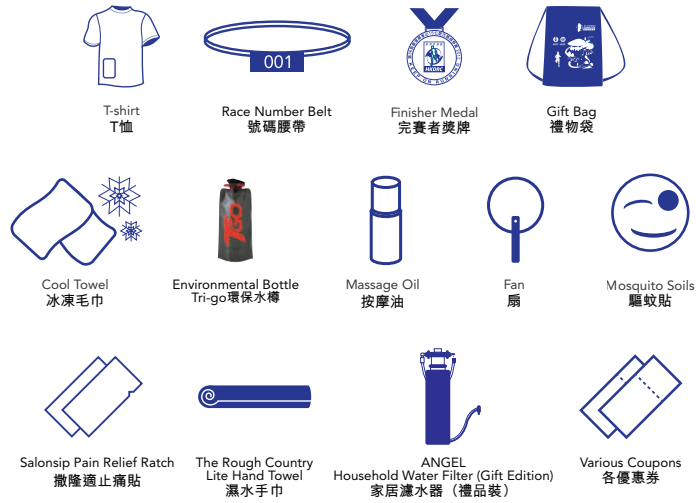 001
HKDRC
T-shirt
T恤
Race Number Belt
號碼腰帶
Finisher Medal
完賽者獎牌
Gift Bag
禮物袋
TGO
Cool Towel
冰凍毛巾
Environmental Bottle
Tri-go環保水樽
Massage Oil
按摩油
Fan
扇
Mosquito Soils
驅蚊貼
Salonsip Pain Relief Ratch
撒隆適止痛貼
The Rough Country
Lite Hand Towel
濕水手巾
ANGEL
Household Water Filter (Gift Edition)
家居濾水器（禮品裝）
Various Coupons
各優惠券